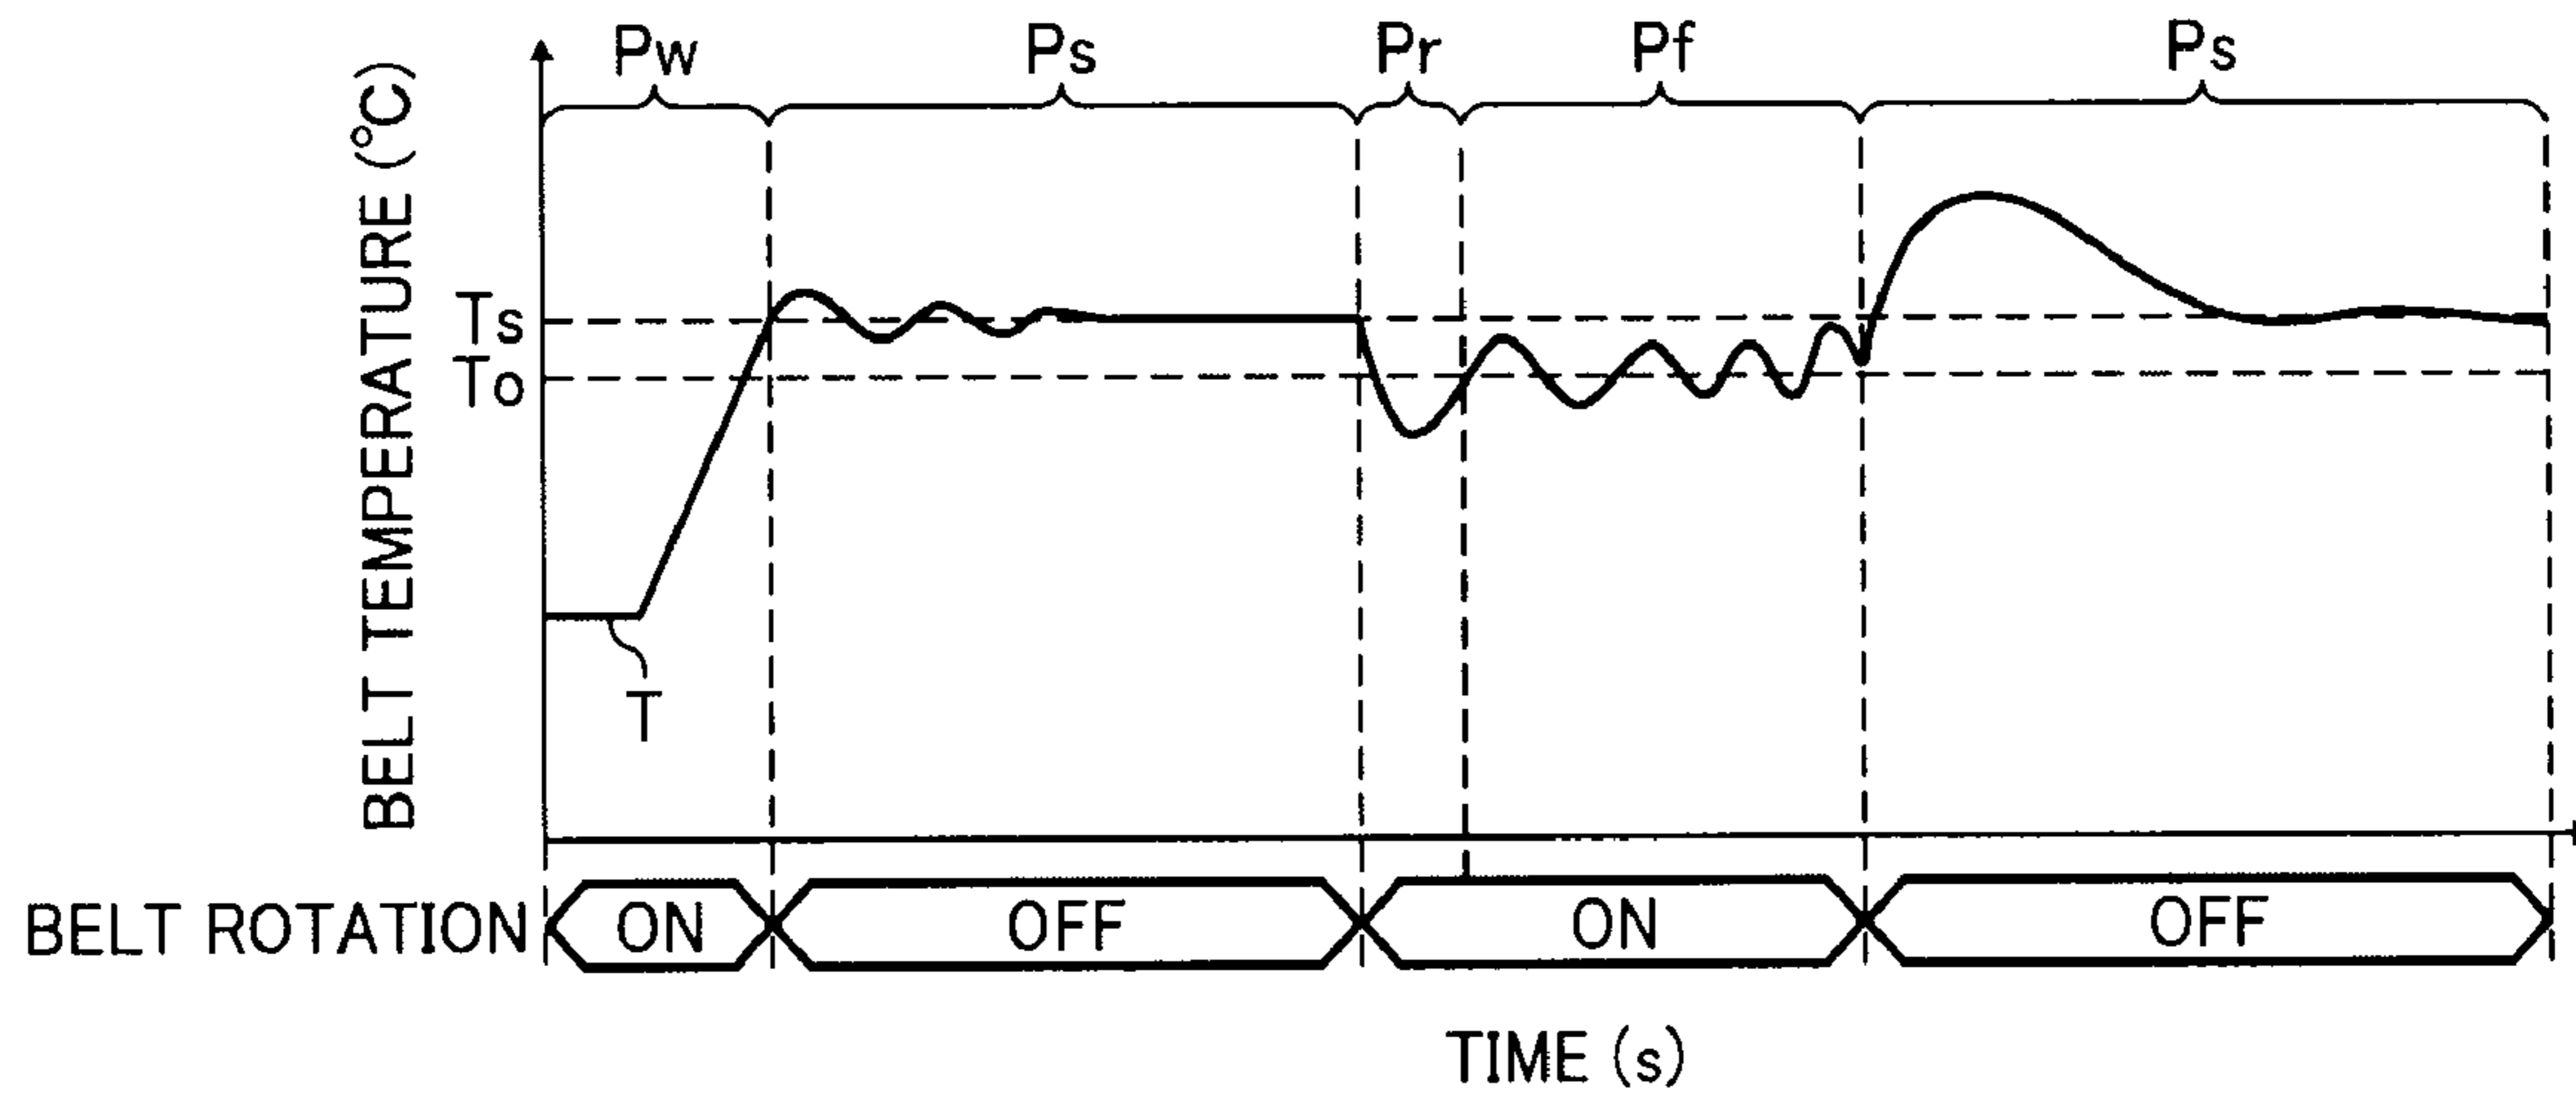 Pw Ps Pr Pf Ps
BELT TEMPERATURE (°C)
Ts
To
T
BELT ROTATION ON OFF ON OFF
TIME (s)